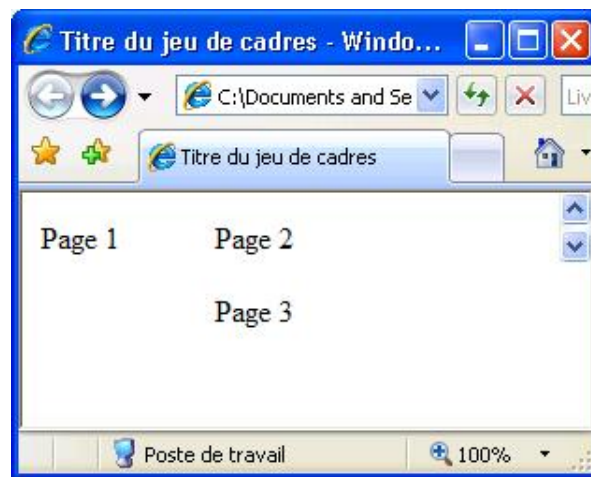 Titre du jeu de cadres - Windo...
C:\Documents and Se
Liv
Titre du jeu de cadres
Page 1 Page 2
Page 3
Poste de travail 100%